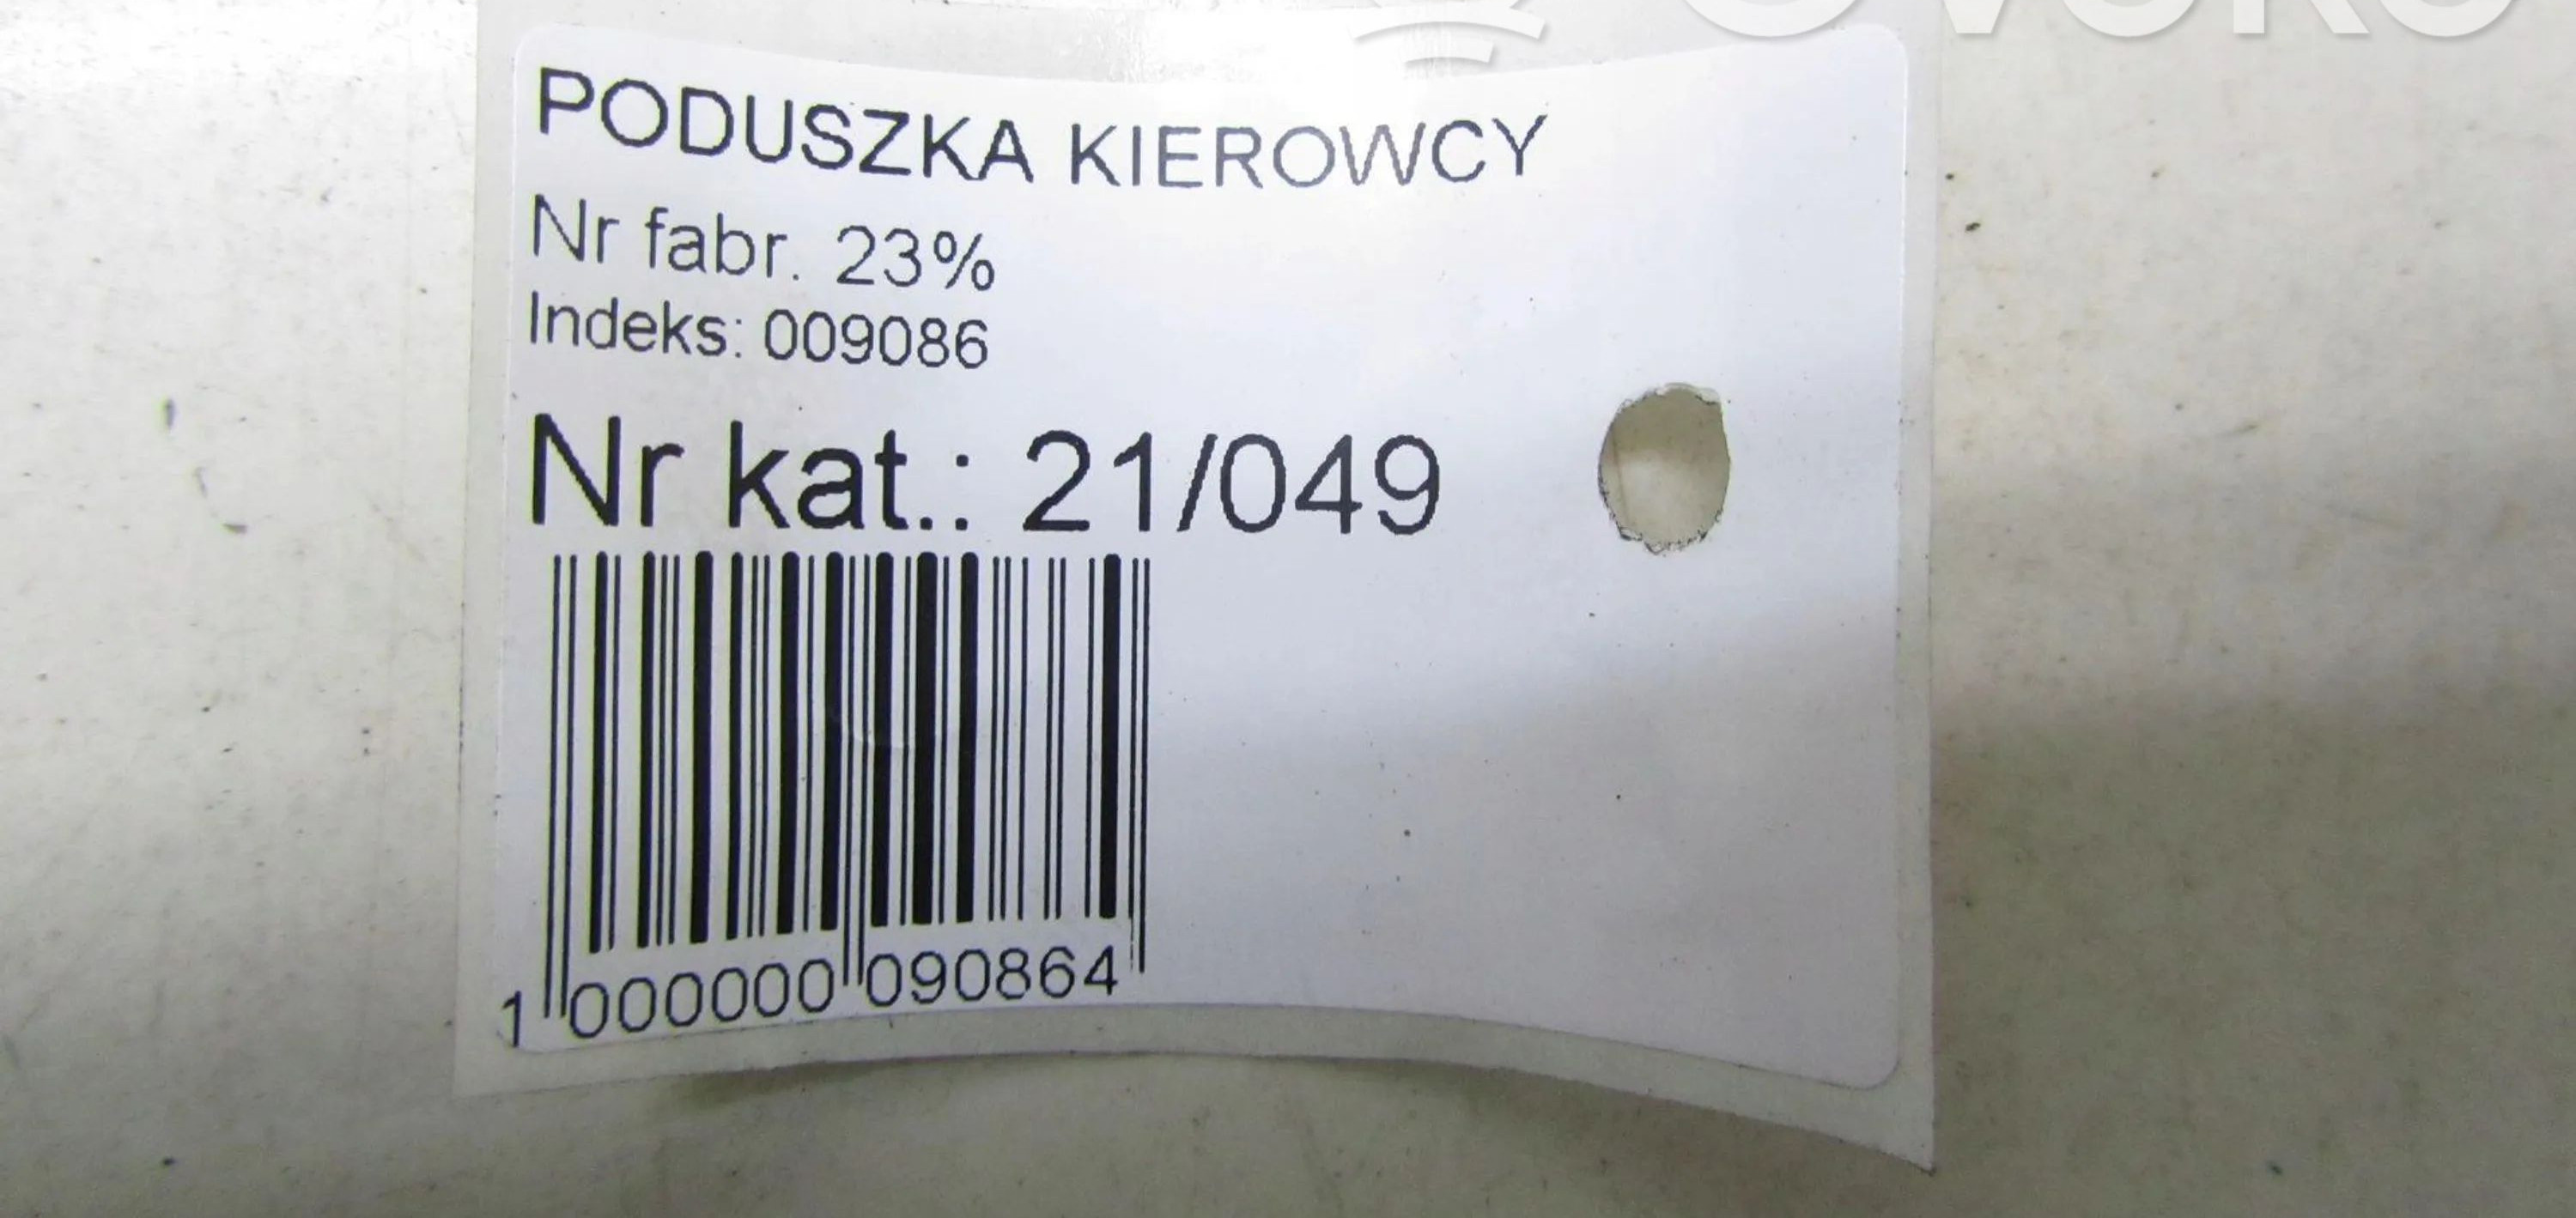 PODUSZKA KIEROWCY
Nr fabr. 23%
Indeks: 009086
Nr kat.: 21/049
1 000000 090864